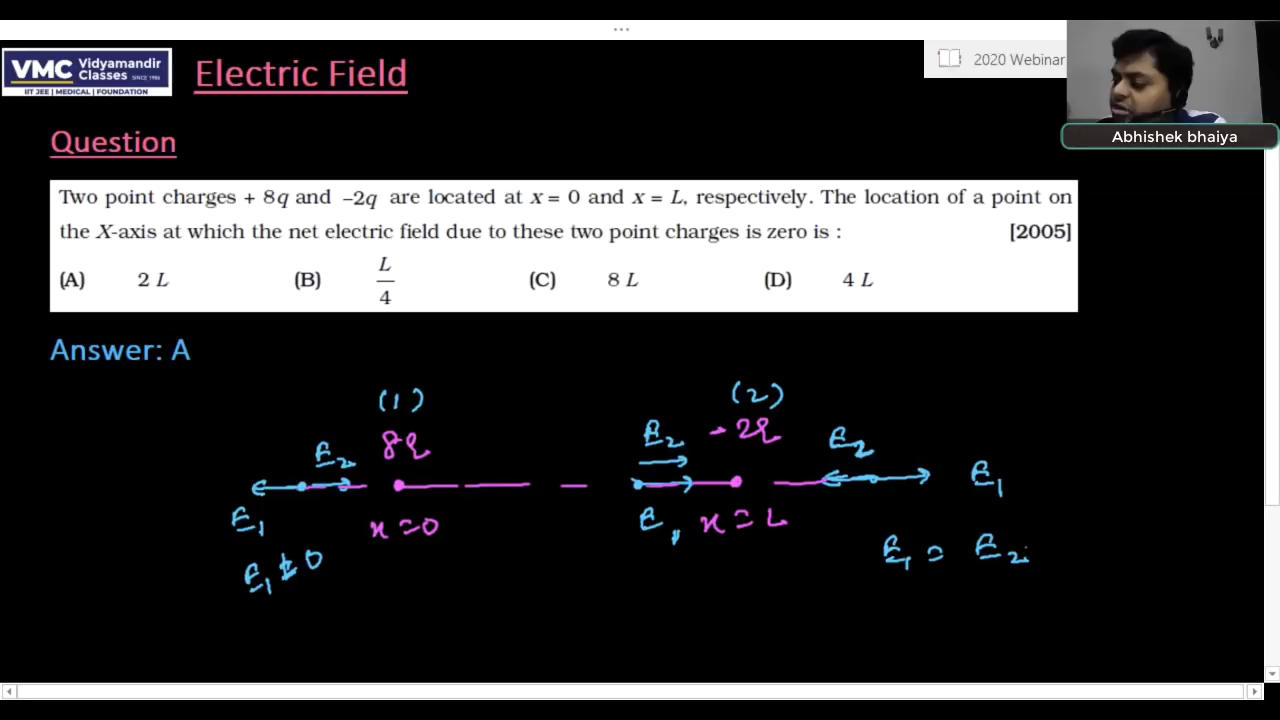 ...
VMC Vidyamandir Classes SINCE 1986
IIT JEE | MEDICAL | FOUNDATION
Electric Field
2020 Webinar
Abhishek bhaiya
Question
Two point charges + 8q and −2q are located at x = 0 and x = L, respectively. The location of a point on
the X-axis at which the net electric field due to these two point charges is zero is : [2005]
(A) 2 L (B) L/4 (C) 8 L (D) 4 L
Answer: A
(1) (2)
E₂ 8q E₂ -2q E₂
E₁ x=0 E₁ x=L E₁
E₁ = E₂